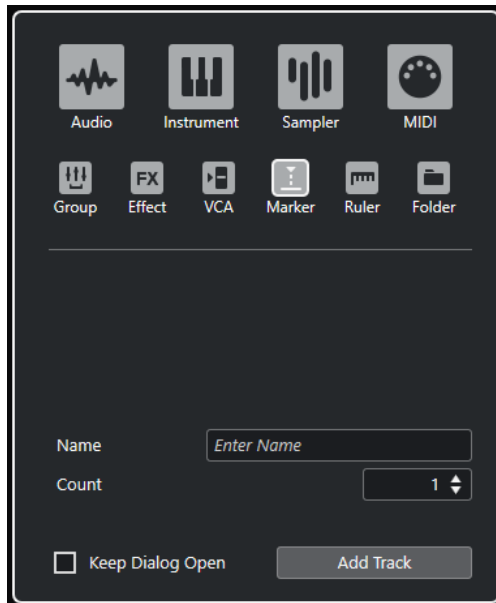 Audio Instrument Sampler MIDI
FX
Group Effect VCA Marker Ruler Folder
Name Enter Name
Count 1
Keep Dialog Open Add Track